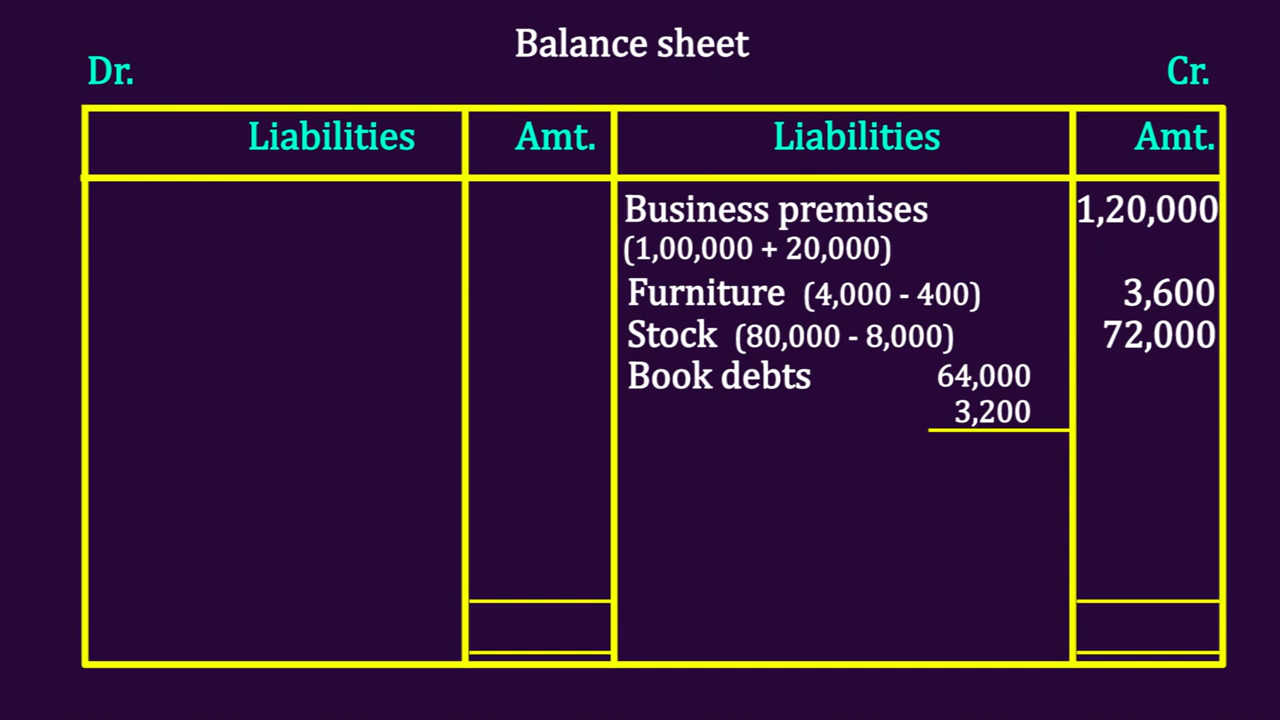 Balance sheet
Dr. Cr.
Liabilities Amt. Liabilities Amt.
Business premises 1,20,000
(1,00,000 + 20,000)
Furniture (4,000 - 400) 3,600
Stock (80,000 - 8,000) 72,000
Book debts 64,000
3,200